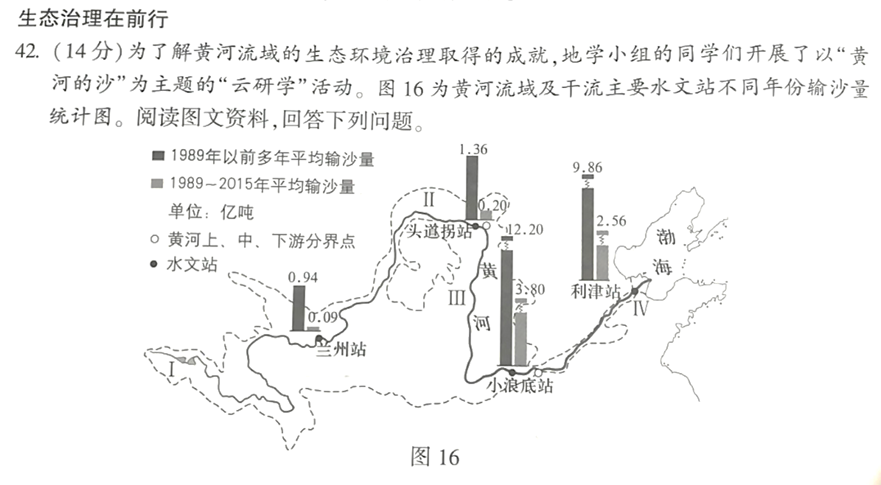 生态治理在前行
42. (14分)为了解黄河流域的生态环境治理取得的成就,地学小组的同学们开展了以“黄
河的沙”为主题的“云研学”活动。图16为黄河流域及干流主要水文站不同年份输沙量
统计图。阅读图文资料,回答下列问题。
1989年以前多年平均输沙量
1989~2015年平均输沙量
单位：亿吨
黄河上、中、下游分界点
水文站
1.36
0.20
II
头道拐站
12.20
3.80
9.86
2.56
渤海
利津站
IV
黄河
III
0.94
0.09
兰州站
I
小浪底站
图16